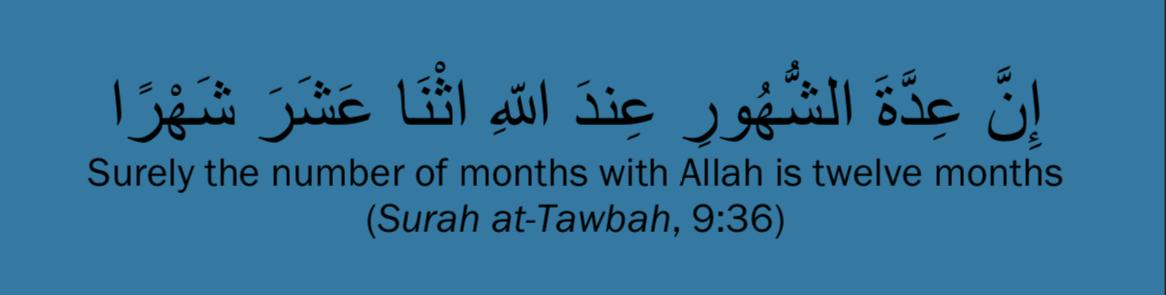 إِنَّ عِدَّةَ الشُّهُورِ عِندَ اللّهِ اثْنَا عَشَرَ شَهْرًا
Surely the number of months with Allah is twelve months
(Surah at-Tawbah, 9:36)